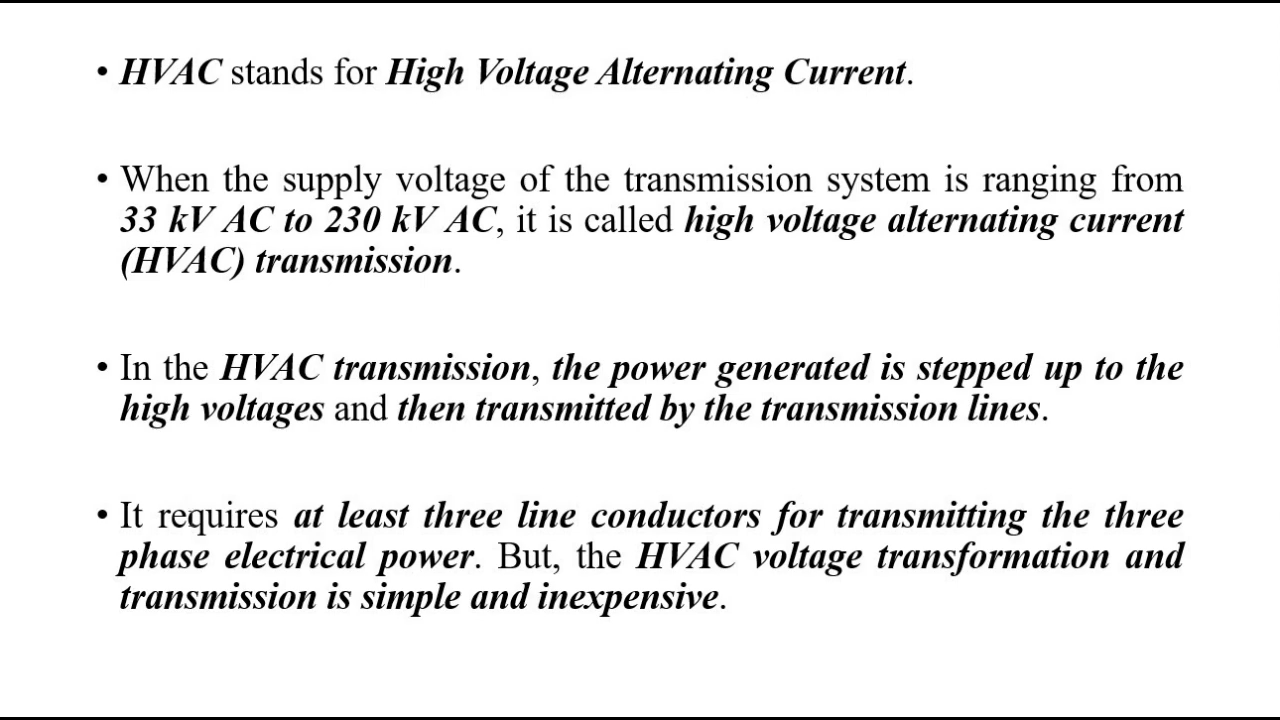 • HVAC stands for High Voltage Alternating Current.
• When the supply voltage of the transmission system is ranging from
33 kV AC to 230 kV AC, it is called high voltage alternating current
(HVAC) transmission.
• In the HVAC transmission, the power generated is stepped up to the
high voltages and then transmitted by the transmission lines.
• It requires at least three line conductors for transmitting the three
phase electrical power. But, the HVAC voltage transformation and
transmission is simple and inexpensive.